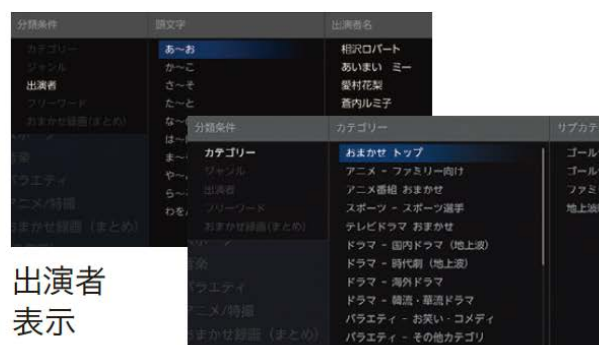 分類条件
頭文字
出演者名
カテゴリー
ジャンル
出演者
フリーワード
おまかせ録画(まとめ)
あ～お
か～こ
さ～そ
た～と
な～
は～
ま～
や～
ら～
わを
相沢ロバート
あいまい ミー
愛村花梨
蒼内ルミ子
バラエティ
アニメ/特撮
おまかせ録画（まとめ）
分類条件
カテゴリー
サブカテ
カテゴリー
ジャンル
出演者
フリーワード
おまかせ録画(まとめ)
おまかせ トップ
アニメ - ファミリー向け
アニメ番組 おまかせ
スポーツ - スポーツ選手
テレビドラマ おまかせ
ドラマ - 国内ドラマ（地上波）
ドラマ - 時代劇（地上波）
ドラマ - 海外ドラマ
ドラマ - 韓流・華流ドラマ
バラエティ - お笑い・コメディ
バラエティ - その他カテゴリ
ゴール
ゴール
ファミ
地上波
バラエティ
アニメ/特撮
おまかせ録画（まとめ）
出演者
表示